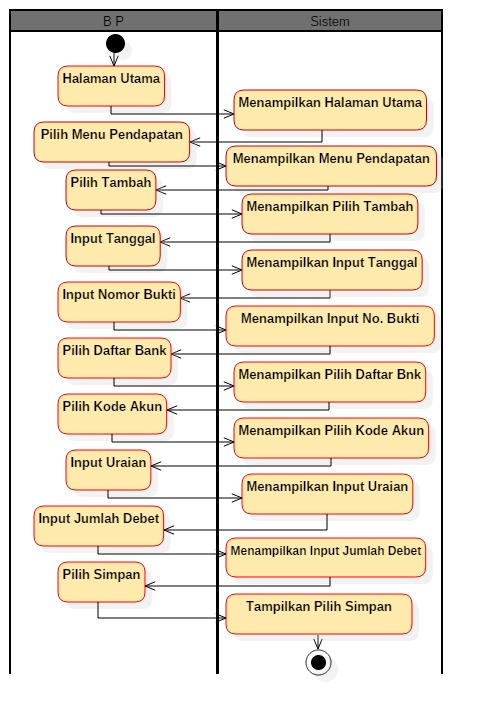 B P
Sistem
Halaman Utama
Menampilkan Halaman Utama
Pilih Menu Pendapatan
Menampilkan Menu Pendapatan
Pilih Tambah
Menampilkan Pilih Tambah
Input Tanggal
Menampilkan Input Tanggal
Input Nomor Bukti
Menampilkan Input No. Bukti
Pilih Daftar Bank
Menampilkan Pilih Daftar Bnk
Pilih Kode Akun
Menampilkan Pilih Kode Akun
Input Uraian
Menampilkan Input Uraian
Input Jumlah Debet
Menampilkan Input Jumlah Debet
Pilih Simpan
Tampilkan Pilih Simpan